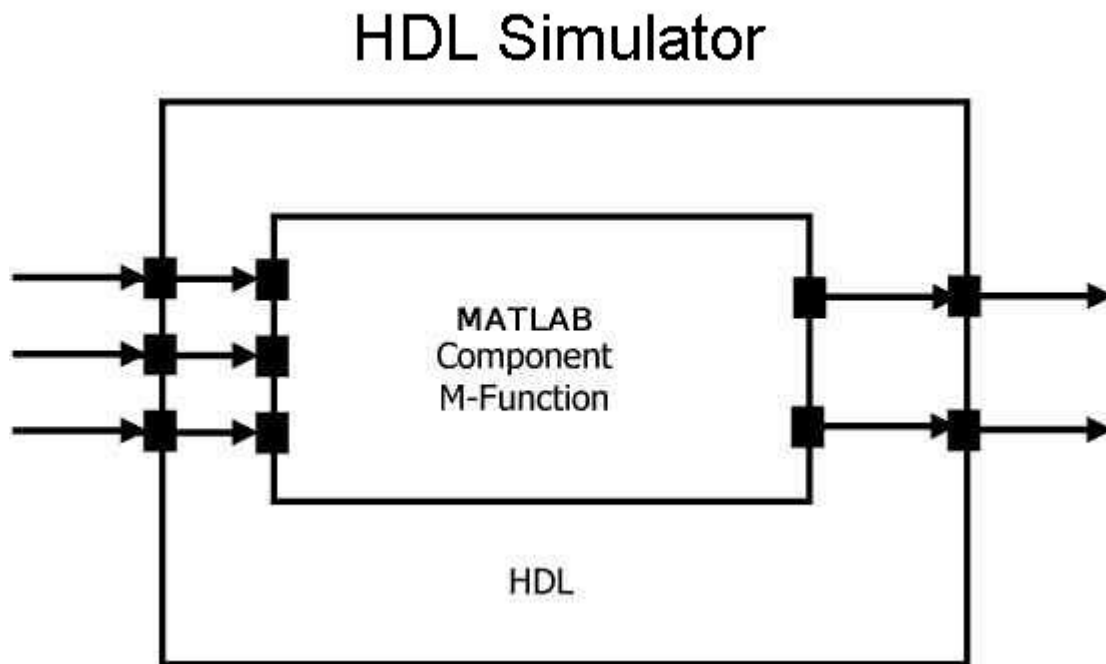 HDL Simulator
MATLAB
Component
M-Function
HDL